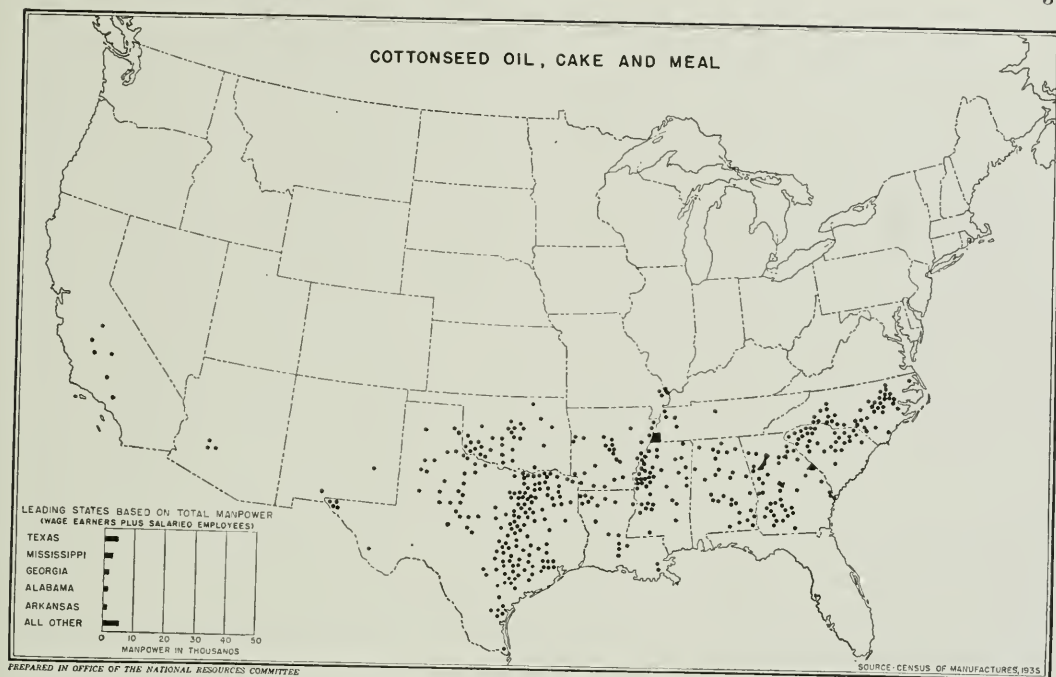 COTTONSEED OIL, CAKE AND MEAL
LEADING STATES BASED ON TOTAL MANPOWER
(WAGE EARNERS PLUS SALARIED EMPLOYEES)
TEXAS
MISSISSIPPI
GEORGIA
ALABAMA
ARKANSAS
ALL OTHER
0 10 20 30 40 50
MANPOWER IN THOUSANDS
PREPARED IN OFFICE OF THE NATIONAL RESOURCES COMMITTEE
SOURCE: CENSUS OF MANUFACTURES, 1935